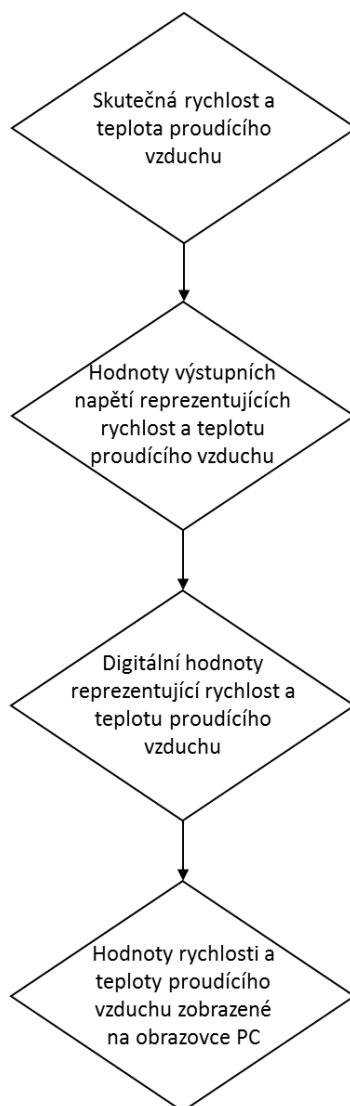 Skutečná rychlost a
teplota proudícího
vzduchu
Hodnoty výstupních
napětí reprezentujících
rychlost a teplotu
proudícího vzduchu
Digitální hodnoty
reprezentující rychlost a
teplotu proudícího
vzduchu
Hodnoty rychlosti a
teploty proudícího
vzduchu zobrazené
na obrazovce PC